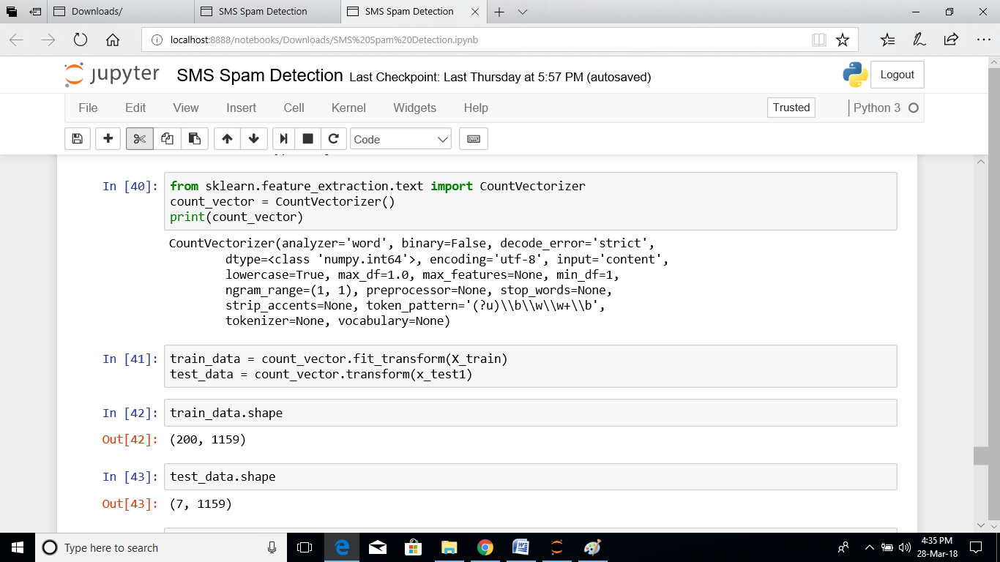 Downloads/
SMS Spam Detection
SMS Spam Detection
localhost:8888/notebooks/Downloads/SMS%20Spam%20Detection.ipynb
jupyter SMS Spam Detection Last Checkpoint: Last Thursday at 5:57 PM (autosaved)
Logout
File Edit View Insert Cell Kernel Widgets Help
Trusted
Python 3
Code
In [40]: from sklearn.feature_extraction.text import CountVectorizer
count_vector = CountVectorizer()
print(count_vector)
CountVectorizer(analyzer='word', binary=False, decode_error='strict',
dtype=<class 'numpy.int64'>, encoding='utf-8', input='content',
lowercase=True, max_df=1.0, max_features=None, min_df=1,
ngram_range=(1, 1), preprocessor=None, stop_words=None,
strip_accents=None, token_pattern='(?u)\\b\\w\\w+\\b',
tokenizer=None, vocabulary=None)
In [41]: train_data = count_vector.fit_transform(X_train)
test_data = count_vector.transform(x_test1)
In [42]: train_data.shape
Out[42]: (200, 1159)
In [43]: test_data.shape
Out[43]: (7, 1159)
Type here to search
4:35 PM
28-Mar-18